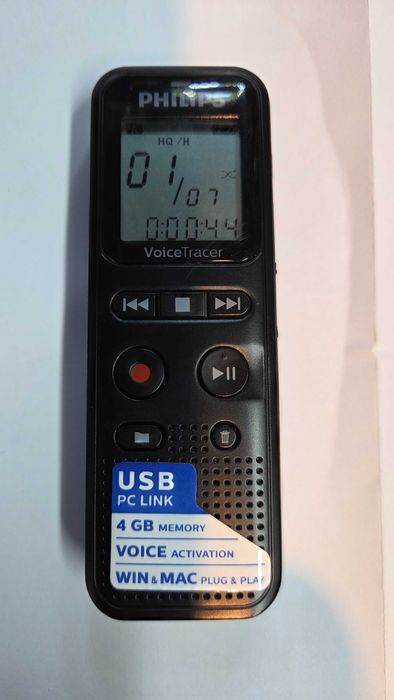 PHILIPS
HQ /H
01
/07
0:00:44
VoiceTracer
USB
PC LINK
4 GB MEMORY
VOICE ACTIVATION
WIN & MAC PLUG & PLAY